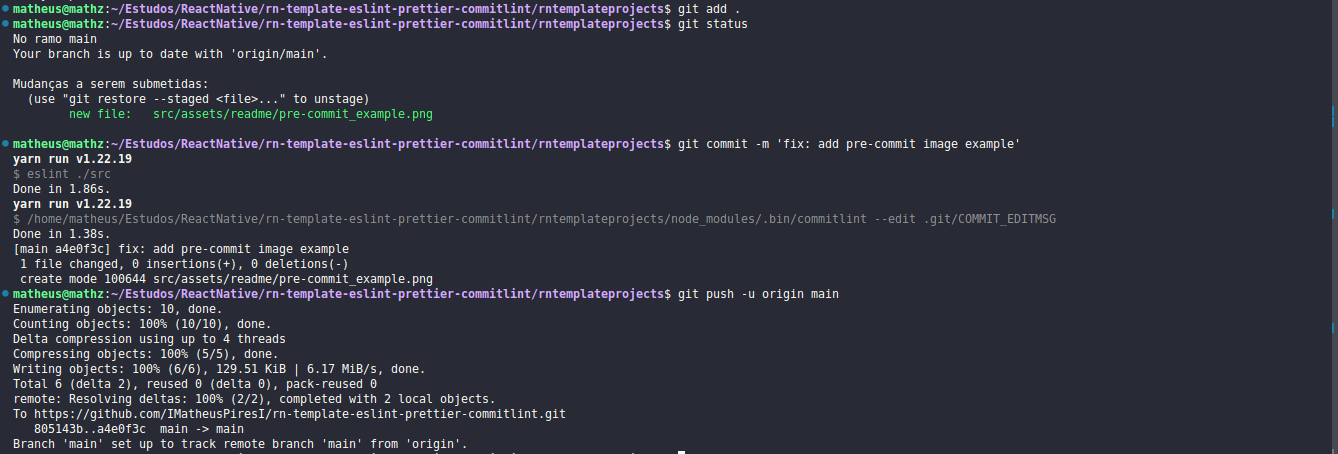 matheus@mathz:~/Estudos/ReactNative/rn-template-eslint-prettier-commitlint/rntemplateprojects$ git add .
matheus@mathz:~/Estudos/ReactNative/rn-template-eslint-prettier-commitlint/rntemplateprojects$ git status
No ramo main
Your branch is up to date with 'origin/main'.

Mudanças a serem submetidas:
  (use "git restore --staged <file>..." to unstage)
        new file:   src/assets/readme/pre-commit_example.png

matheus@mathz:~/Estudos/ReactNative/rn-template-eslint-prettier-commitlint/rntemplateprojects$ git commit -m 'fix: add pre-commit image example'
yarn run v1.22.19
$ eslint ./src
Done in 1.86s.
yarn run v1.22.19
$ /home/matheus/Estudos/ReactNative/rn-template-eslint-prettier-commitlint/rntemplateprojects/node_modules/.bin/commitlint --edit .git/COMMIT_EDITMSG
Done in 1.38s.
[main a4e0f3c] fix: add pre-commit image example
 1 file changed, 0 insertions(+), 0 deletions(-)
 create mode 100644 src/assets/readme/pre-commit_example.png
matheus@mathz:~/Estudos/ReactNative/rn-template-eslint-prettier-commitlint/rntemplateprojects$ git push -u origin main
Enumerating objects: 10, done.
Counting objects: 100% (10/10), done.
Delta compression using up to 4 threads
Compressing objects: 100% (5/5), done.
Writing objects: 100% (6/6), 129.51 KiB | 6.17 MiB/s, done.
Total 6 (delta 2), reused 0 (delta 0), pack-reused 0
remote: Resolving deltas: 100% (2/2), completed with 2 local objects.
To https://github.com/IMatheusPiresI/rn-template-eslint-prettier-commitlint.git
   805143b..a4e0f3c  main -> main
Branch 'main' set up to track remote branch 'main' from 'origin'.